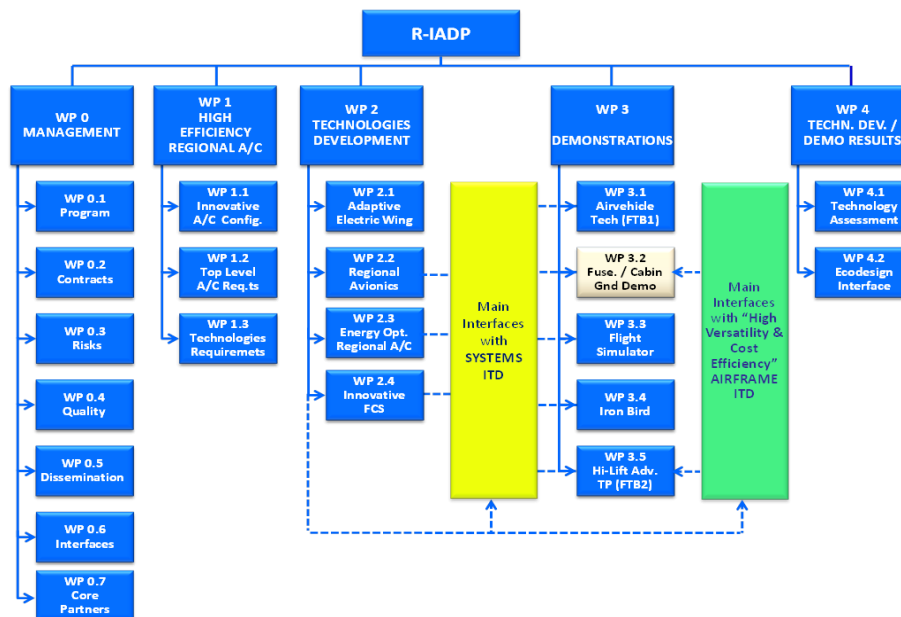 R-IADP
WP 0
MANAGEMENT
WP 1
HIGH
EFFICIENCY
REGIONAL A/C
WP 2
TECHNOLOGIES
DEVELOPMENT
WP 3
DEMONSTRATIONS
WP 4
TECHN. DEV. /
DEMO RESULTS
WP 0.1
Program
WP 0.2
Contracts
WP 0.3
Risks
WP 0.4
Quality
WP 0.5
Dissemination
WP 0.6
Interfaces
WP 0.7
Core
Partners
WP 1.1
Innovative
A/C Config.
WP 1.2
Top Level
A/C Req.ts
WP 1.3
Technologies
Requiremets
WP 2.1
Adaptive
Electric Wing
WP 2.2
Regional
Avionics
WP 2.3
Energy Opt.
Regional A/C
WP 2.4
Innovative
FCS
Main
Interfaces
with
SYSTEMS
ITD
WP 3.1
Airvehicle
Tech (FTB1)
WP 3.2
Fuse. / Cabin
Gnd Demo
WP 3.3
Flight
Simulator
WP 3.4
Iron Bird
WP 3.5
Hi-Lift Adv.
TP (FTB2)
Main
Interfaces
with "High
Versatility &
Cost
Efficiency"
AIRFRAME
ITD
WP 4.1
Technology
Assessment
WP 4.2
Ecodesign
Interface